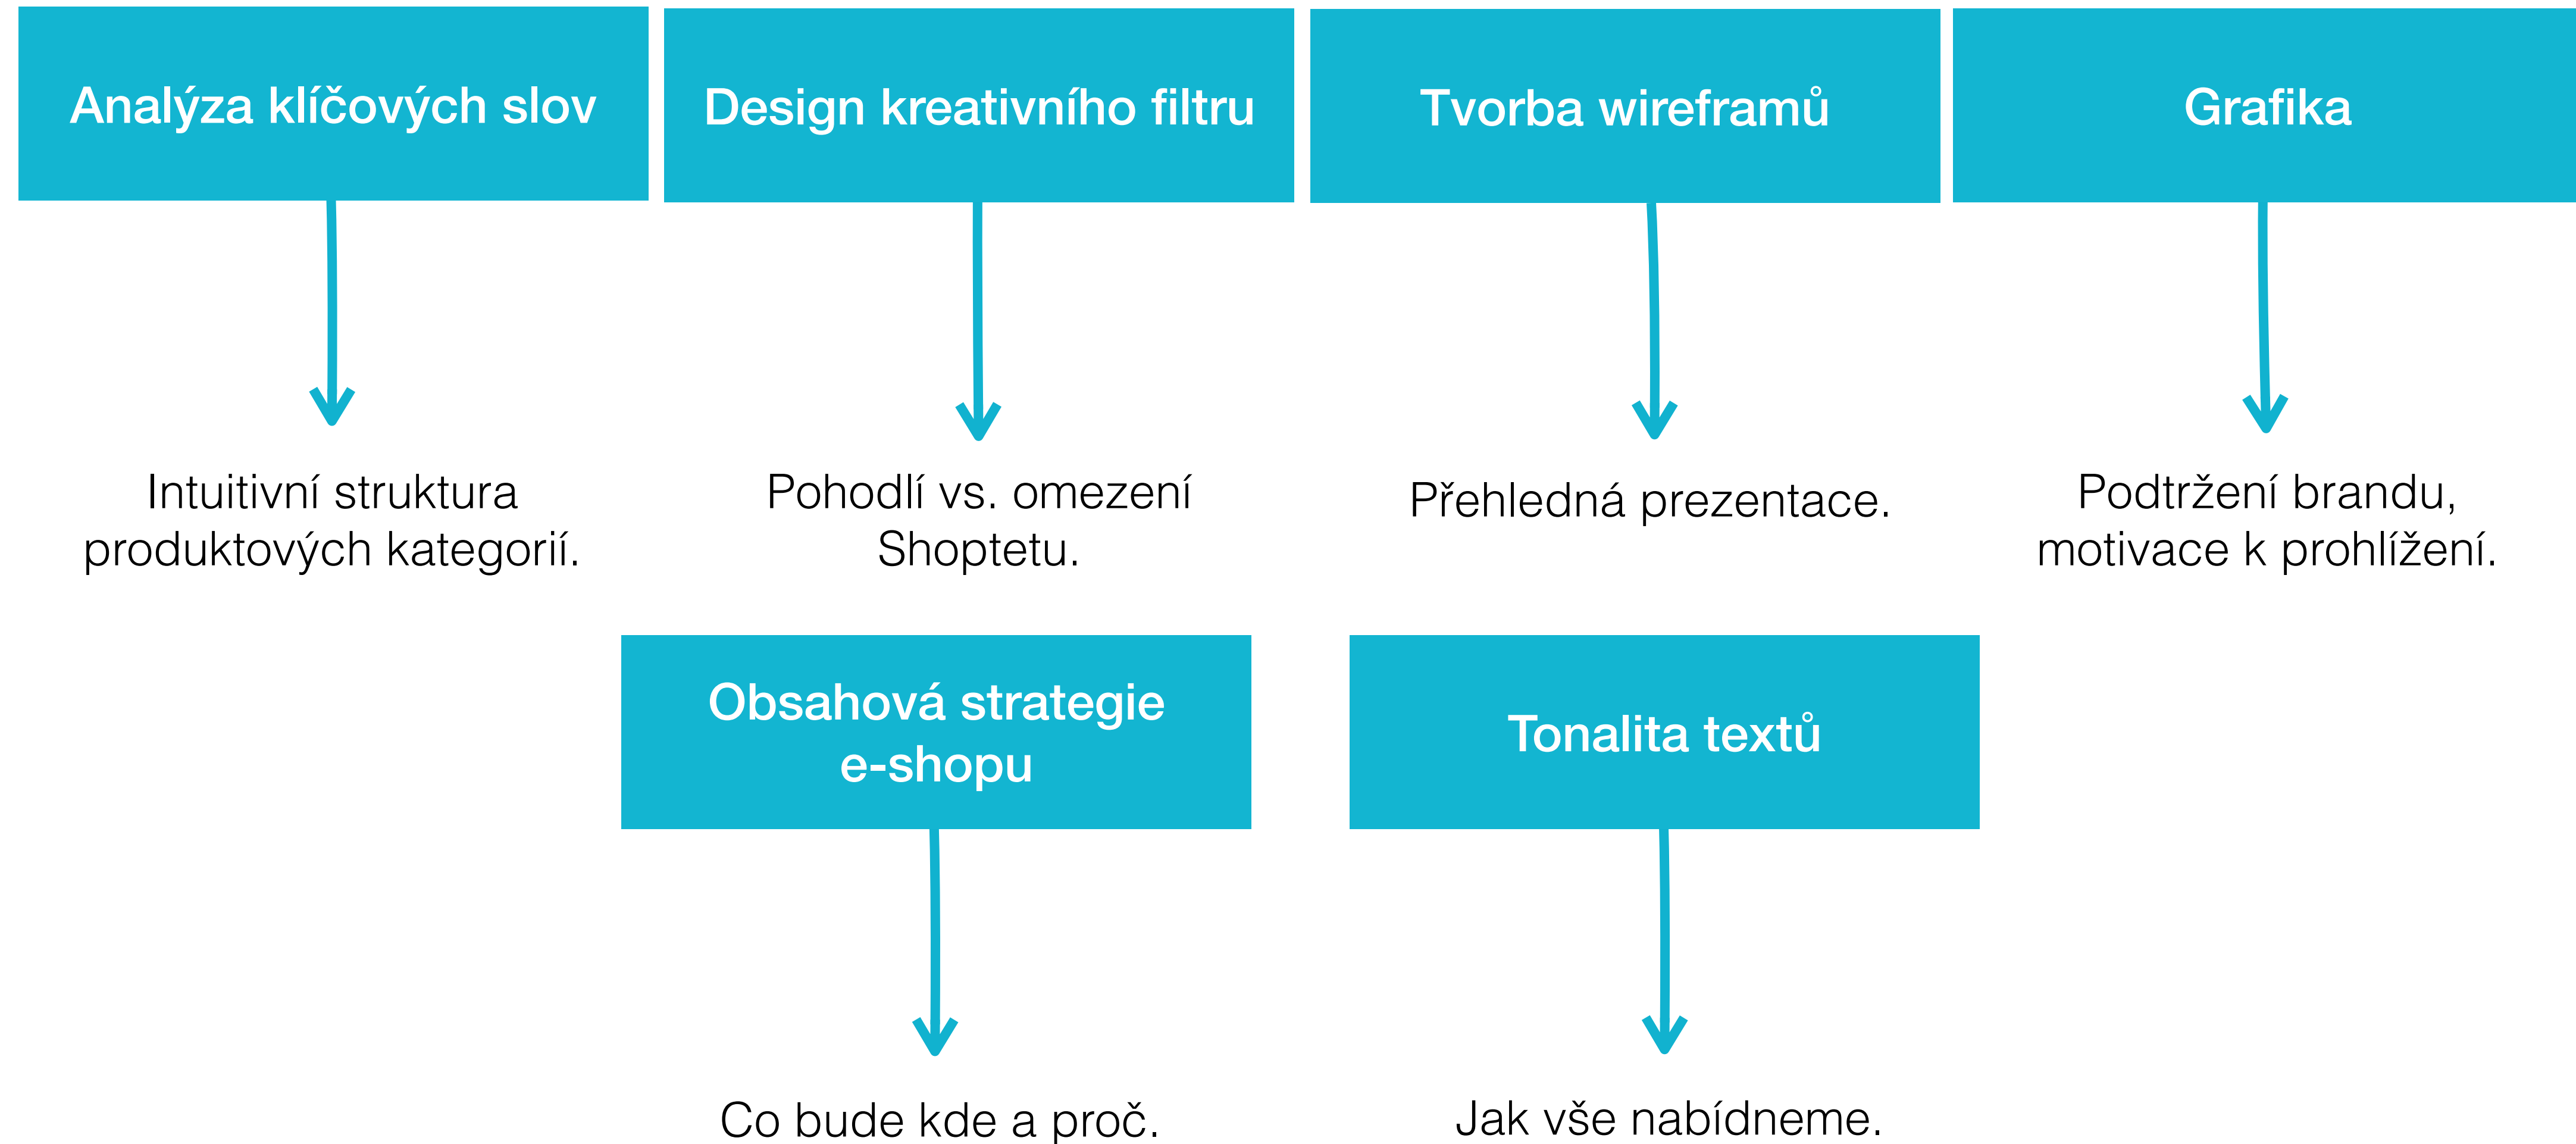 Analýza klíčových slov
Design kreativního filtru
Tvorba wireframů
Grafika
Intuitivní struktura
produktových kategorií.
Pohodlí vs. omezení
Shoptetu.
Přehledná prezentace.
Podtržení brandu,
motivace k prohlížení.
Obsahová strategie
e-shopu
Tonalita textů
Co bude kde a proč.
Jak vše nabídneme.